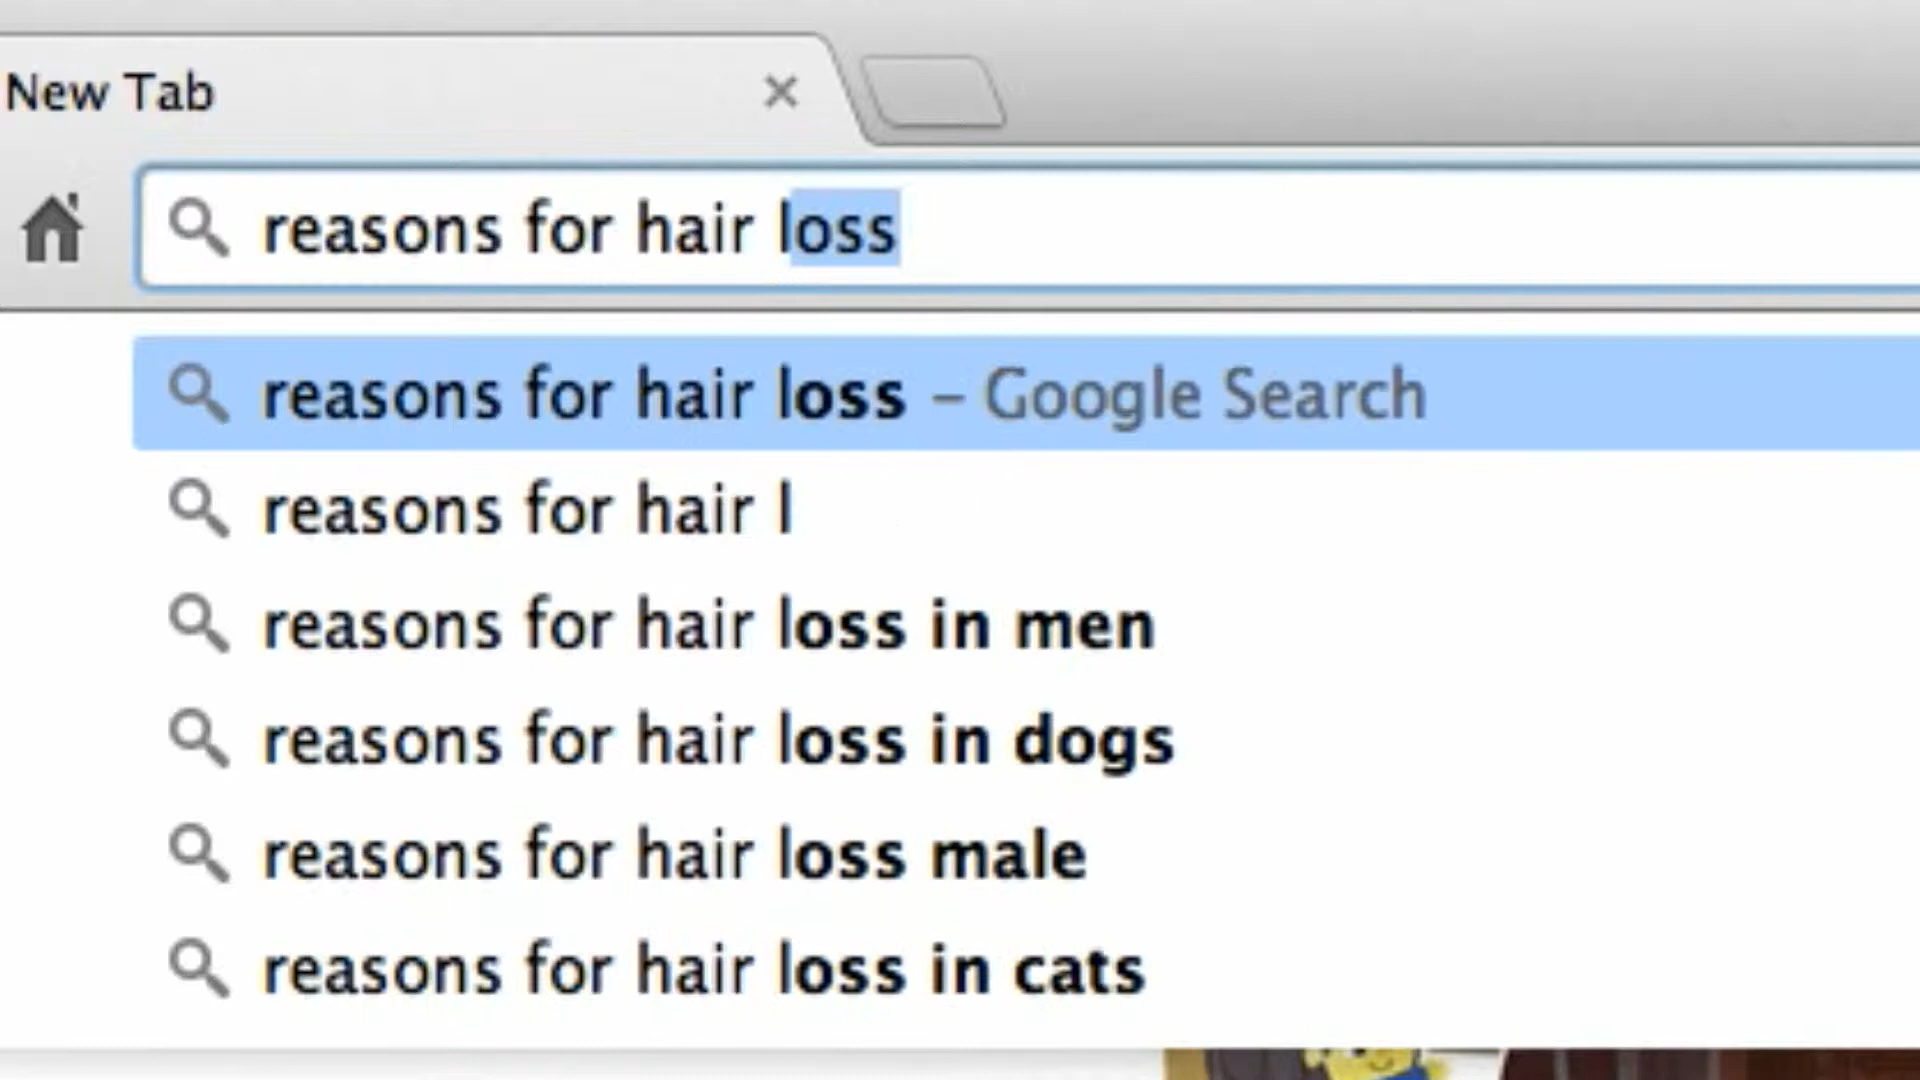 New Tab
reasons for hair loss
reasons for hair loss – Google Search
reasons for hair l
reasons for hair loss in men
reasons for hair loss in dogs
reasons for hair loss male
reasons for hair loss in cats